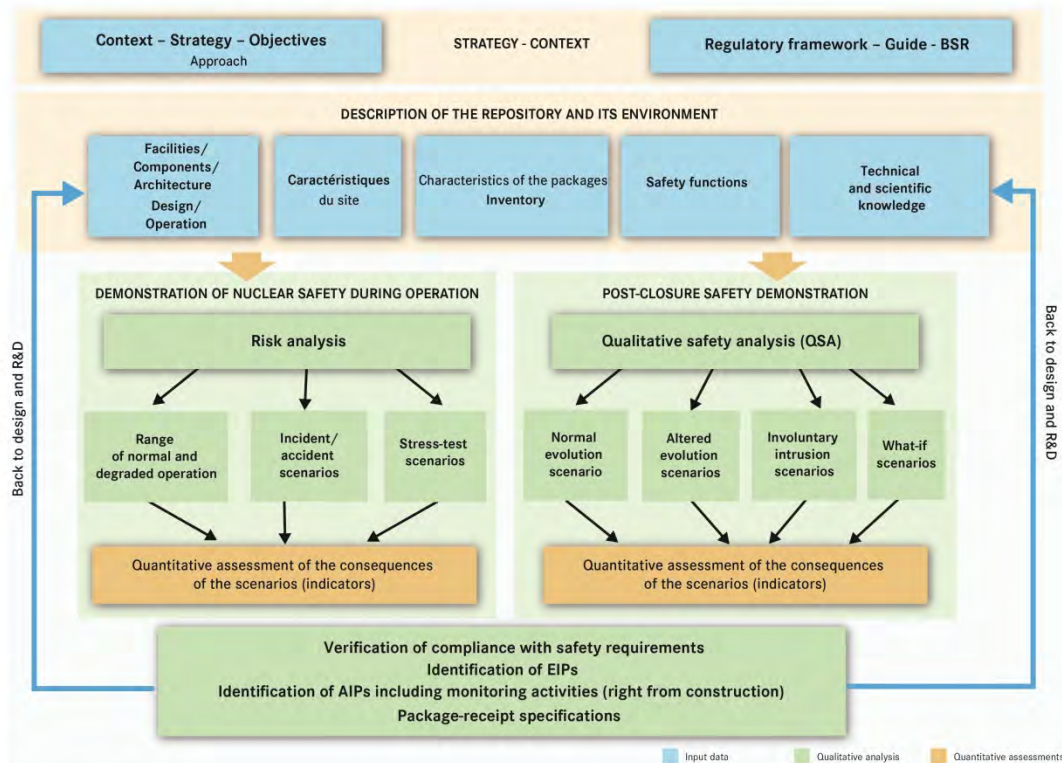 Context – Strategy – Objectives
Approach
STRATEGY - CONTEXT
Regulatory framework – Guide - BSR
DESCRIPTION OF THE REPOSITORY AND ITS ENVIRONMENT
Facilities/
Components/
Architecture
Design/
Operation
Caractéristiques
du site
Characteristics of the packages
Inventory
Safety functions
Technical
and scientific
knowledge
DEMONSTRATION OF NUCLEAR SAFETY DURING OPERATION
Risk analysis
Range
of normal and
degraded operation
Incident/
accident
scenarios
Stress-test
scenarios
Quantitative assessment of the consequences
of the scenarios (indicators)
POST-CLOSURE SAFETY DEMONSTRATION
Qualitative safety analysis (QSA)
Normal
evolution
scenario
Altered
evolution
scenarios
Involuntary
intrusion
scenarios
What-if
scenarios
Quantitative assessment of the consequences
of the scenarios (indicators)
Back to design and R&D
Back to design and R&D
Verification of compliance with safety requirements
Identification of EIPs
Identification of AIPs including monitoring activities (right from construction)
Package-receipt specifications
Input data
Qualitative analysis
Quantitative assessments